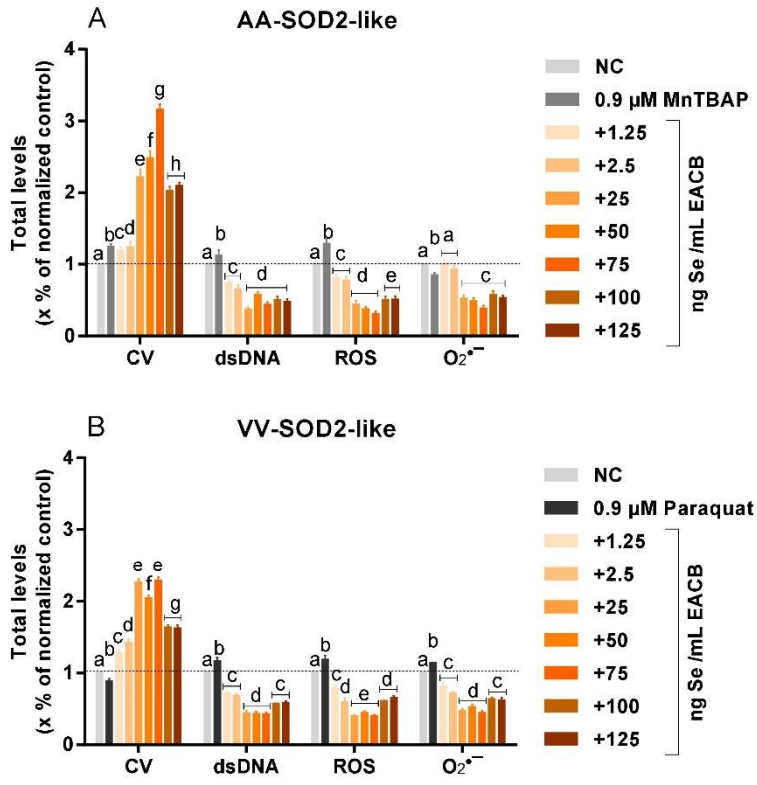 A
AA-SOD2-like
Total levels
(x % of normalized control)
4
3
2
1
0
a b c d e f g h
a b c d
a b c d e
a b a c
CV dsDNA ROS O₂•−
NC
0.9 µM MnTBAP
+1.25
+2.5
+25
+50
+75
+100
+125
ng Se /mL EACB
B
VV-SOD2-like
Total levels
(x % of normalized control)
4
3
2
1
0
a b c d e f e g
a b c d c
a b c d e d
a b c d c
CV dsDNA ROS O₂•−
NC
0.9 µM Paraquat
+1.25
+2.5
+25
+50
+75
+100
+125
ng Se /mL EACB